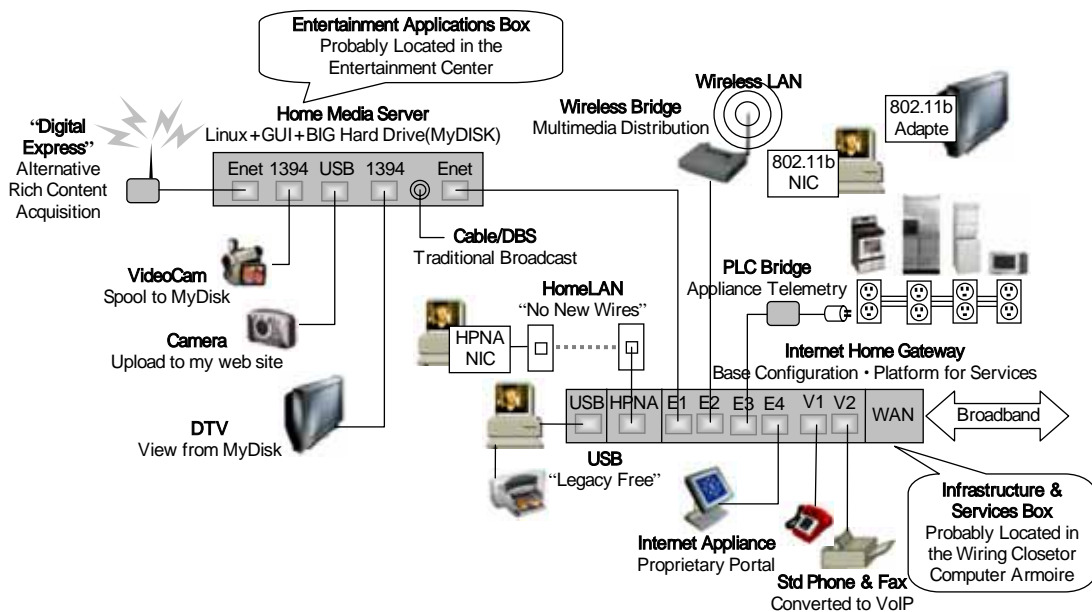 Entertainment Applications Box
Probably Located in the
Entertainment Center
Wireless LAN
Home Media Server
Linux+GUI+BIG Hard Drive(MyDISK)
Wireless Bridge
Multimedia Distribution
802.11b
Adapte
"Digital
Express"
Alternative
Rich Content
Acquisition
Enet 1394 USB 1394 Enet
802.11b
NIC
Cable/DBS
Traditional Broadcast
VideoCam
Spool to MyDisk
PLC Bridge
Appliance Telemetry
HomeLAN
"No New Wires"
Camera
Upload to my web site
HPNA
NIC
Internet Home Gateway
Base Configuration • Platform for Services
USB HPNA E1 E2 E3 E4 V1 V2 WAN
Broadband
DTV
View from MyDisk
USB
"Legacy Free"
Internet Appliance
Proprietary Portal
Std Phone & Fax
Converted to VoIP
Infrastructure &
Services Box
Probably Located in
the Wiring Closetor
Computer Armoire